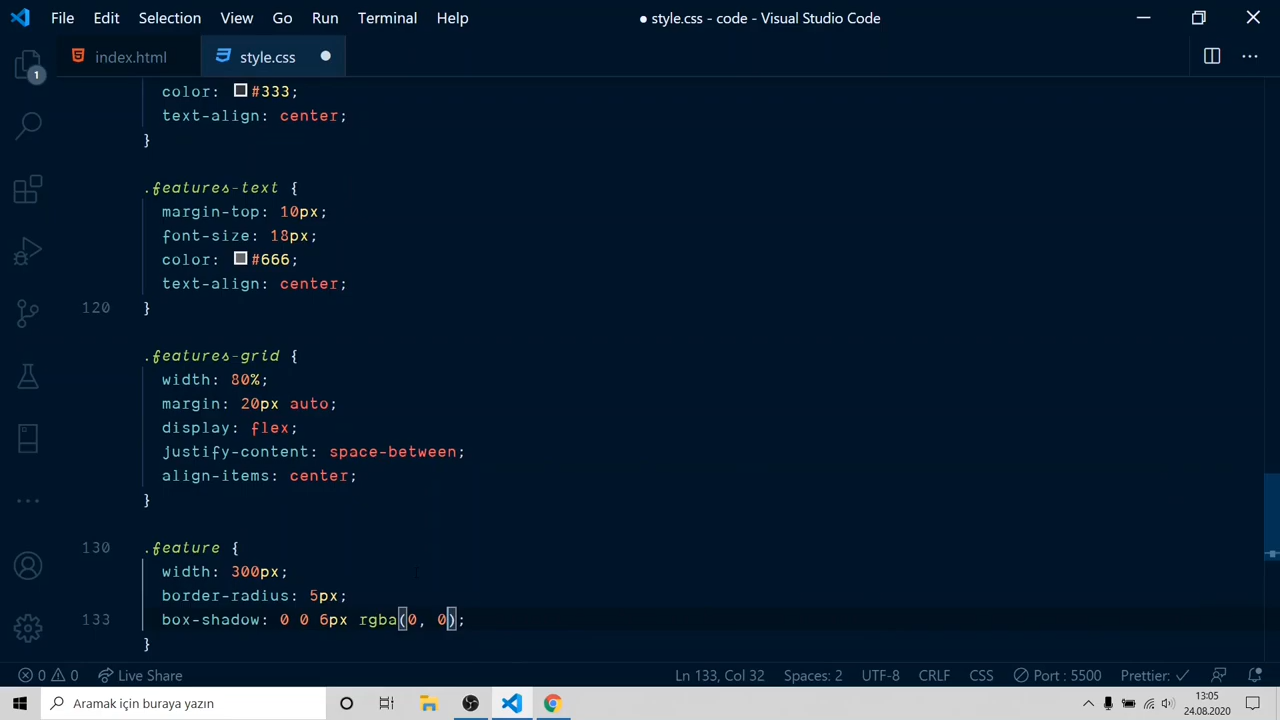 File Edit Selection View Go Run Terminal Help ● style.css - code - Visual Studio Code
index.html style.css
1
color: #333;
text-align: center;
}
.features-text {
margin-top: 10px;
font-size: 18px;
color: #666;
text-align: center;
120 }
.features-grid {
width: 80%;
margin: 20px auto;
display: flex;
justify-content: space-between;
align-items: center;
}
130 .feature {
width: 300px;
border-radius: 5px;
133 box-shadow: 0 0 6px rgba(0, 0);
}
0 0 Live Share Ln 133, Col 32 Spaces: 2 UTF-8 CRLF CSS Port : 5500 Prettier: ✓
Aramak için buraya yazın 13:05
24.08.2020